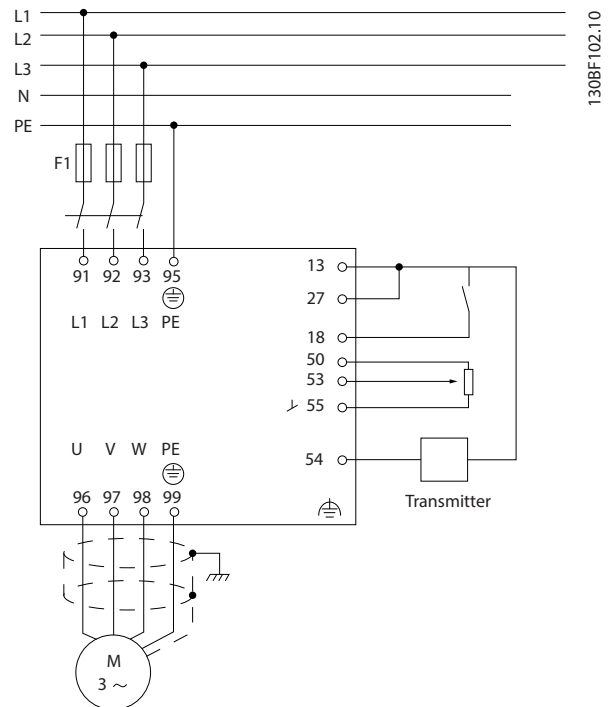 L1
L2
L3
N
PE
130BF102.10
F1
91 92 93 95
L1 L2 L3 PE
13
27
18
50
53
55
U V W PE
54
96 97 98 99
Transmitter
M
3 ~